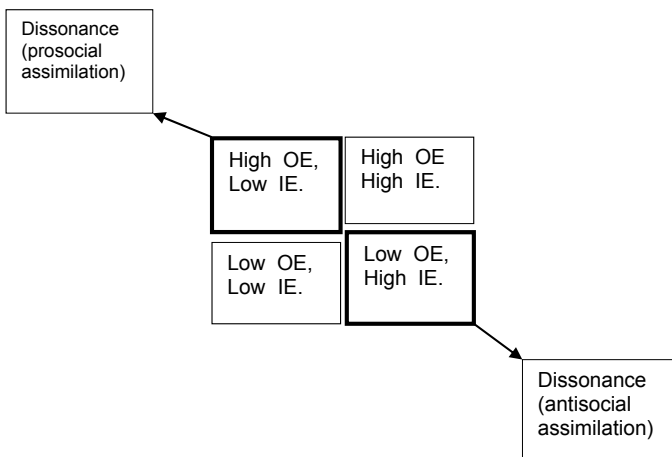 Dissonance
(prosocial
assimilation)
High OE,
Low IE.
High OE
High IE.
Low OE,
Low IE.
Low OE,
High IE.
Dissonance
(antisocial
assimilation)